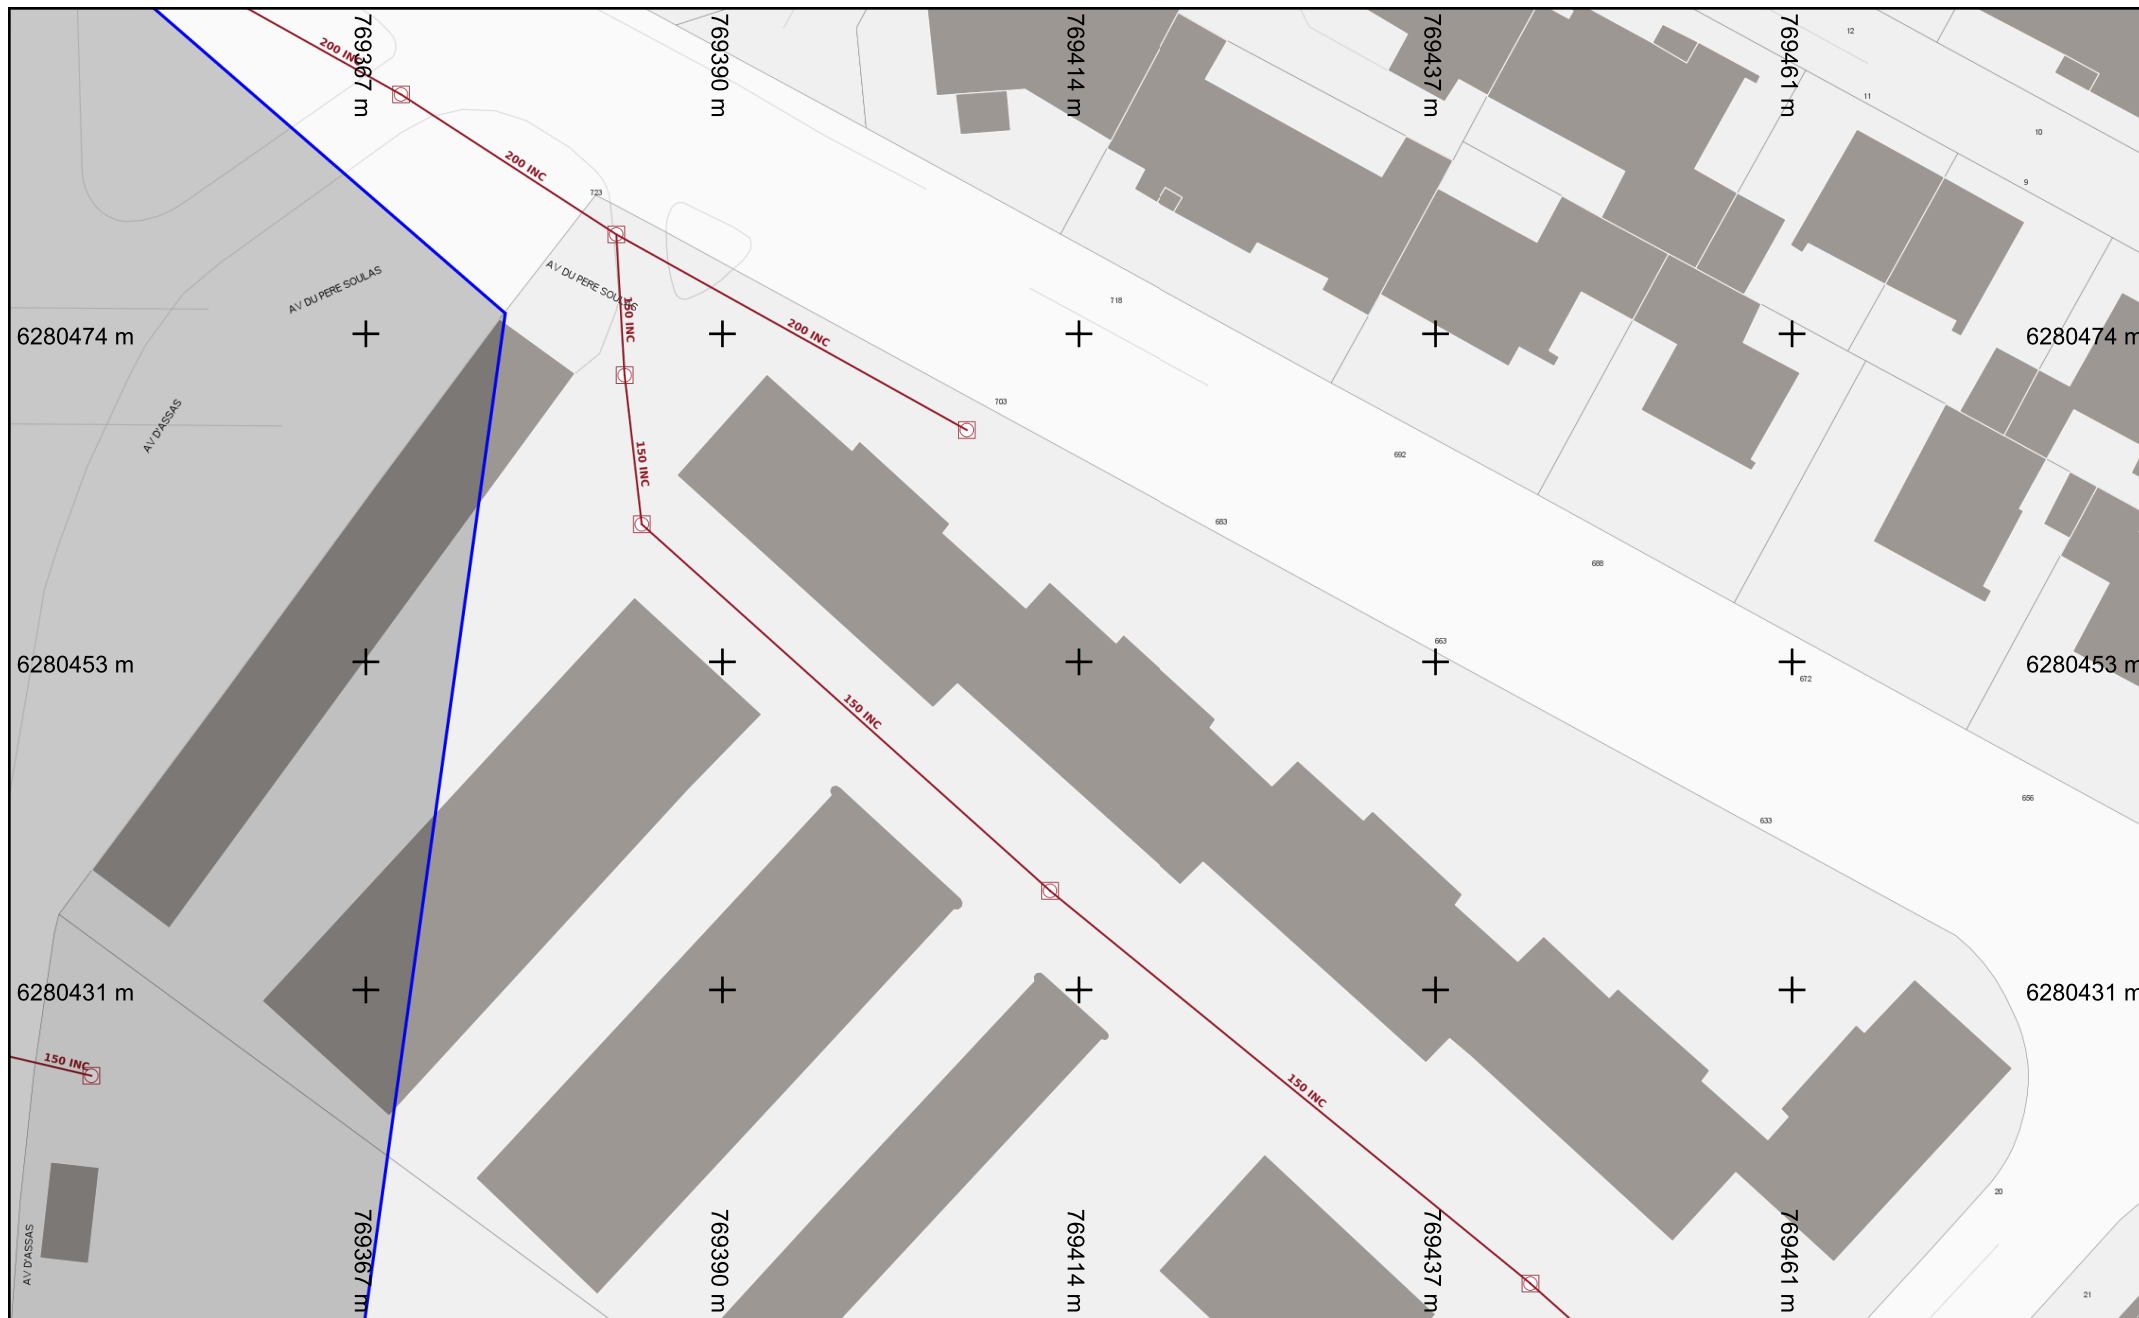 769367 m
769390 m
769414 m
769437 m
769461 m
12
200 INC
11
10
200 INC
9
723
AV DU PERE SOULAS
AV DU PERE SOULAS
718
150 INC
6280474 m
200 INC
6280474 m
703
AV D'ASSAS
150 INC
692
683
688
663
6280453 m
6280453 m
672
150 INC
656
633
6280431 m
6280431 m
150 INC
150 INC
20
AV D'ASSAS
769367 m
769390 m
769414 m
769437 m
769461 m
21